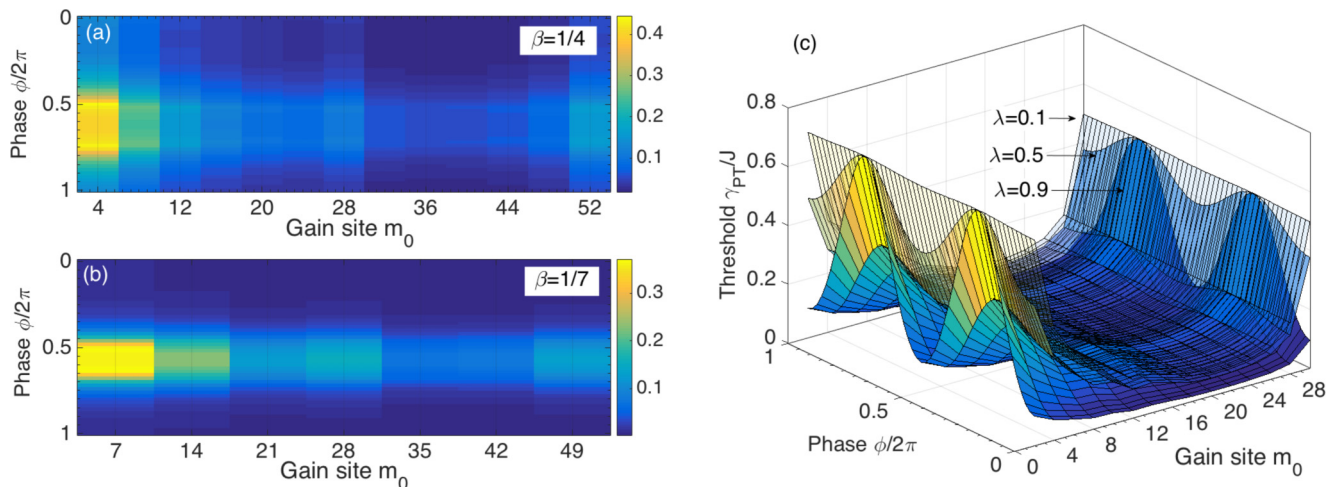 (a)
β=1/4
Phase ϕ/2π
0
0.5
1
4 12 20 28 36 44 52
Gain site m0
0.4
0.3
0.2
0.1
(b)
β=1/7
Phase ϕ/2π
0
0.5
1
7 14 21 28 35 42 49
Gain site m0
0.3
0.2
0.1
(c)
Threshold γPT/J
0.8
0.6
0.4
0.2
0
λ=0.1
λ=0.5
λ=0.9
1
0.5
0
Phase ϕ/2π
0 4 8 12 16 20 24 28
Gain site m0